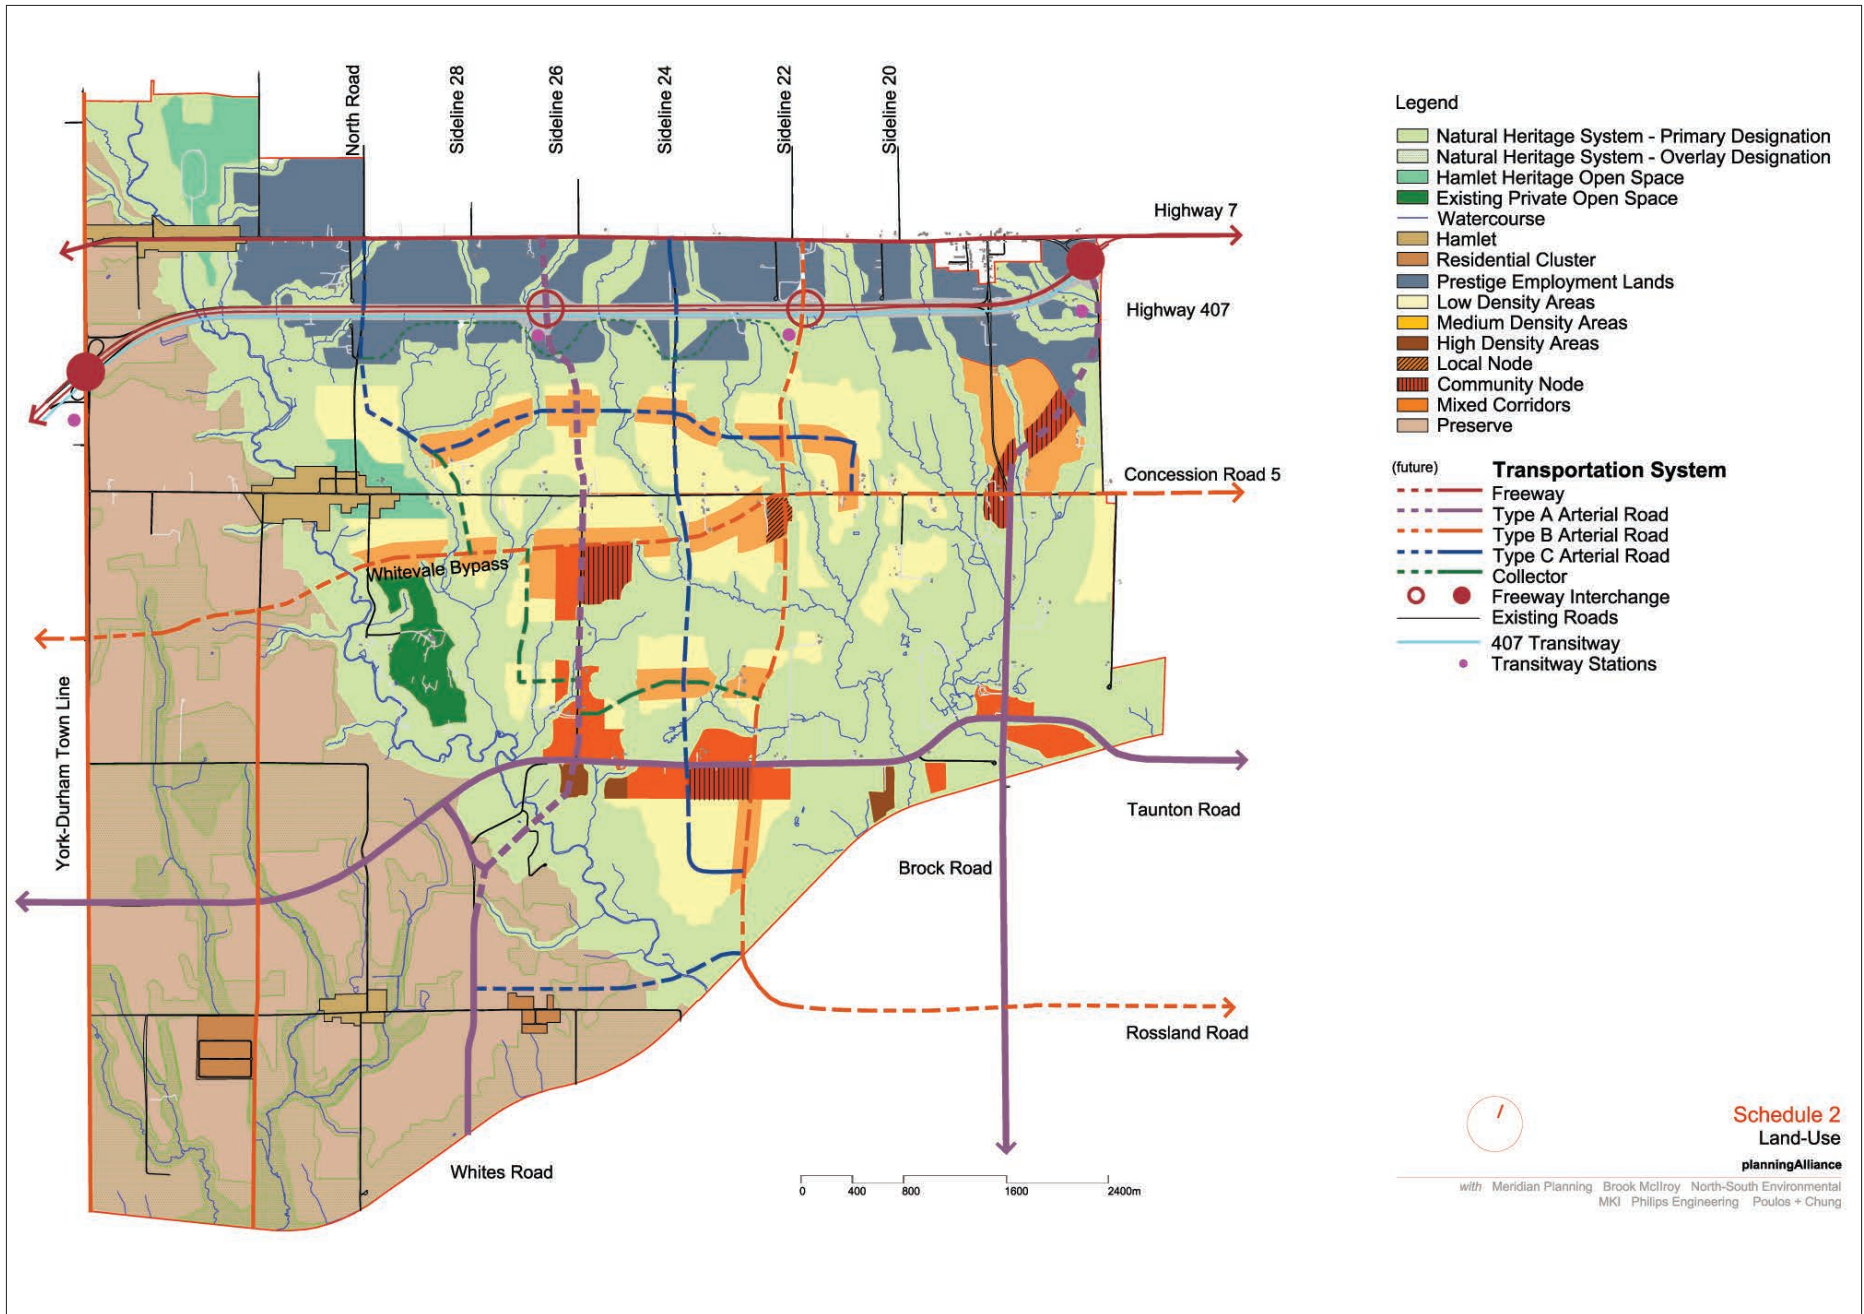 North Road
Sideline 28
Sideline 26
Sideline 24
Sideline 22
Sideline 20
Highway 7
Highway 407
Concession Road 5
Whitevale Bypass
York-Durham Town Line
Taunton Road
Brock Road
Rossland Road
Whites Road
Legend
Natural Heritage System - Primary Designation
Natural Heritage System - Overlay Designation
Hamlet Heritage Open Space
Existing Private Open Space
Watercourse
Hamlet
Residential Cluster
Prestige Employment Lands
Low Density Areas
Medium Density Areas
High Density Areas
Local Node
Community Node
Mixed Corridors
Preserve
(future) Transportation System
Freeway
Type A Arterial Road
Type B Arterial Road
Type C Arterial Road
Collector
Freeway Interchange
Existing Roads
407 Transitway
Transitway Stations
0 400 800 1600 2400m
Schedule 2
Land-Use
planningAlliance
with Meridian Planning Brook McIlroy North-South Environmental
MKI Philips Engineering Poulos + Chung